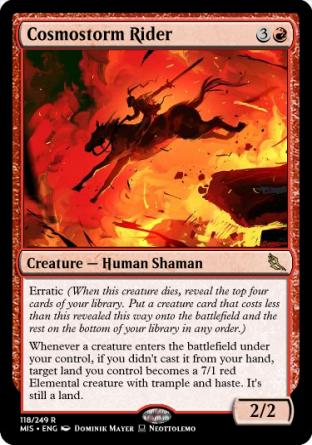 Cosmostorm Rider 3
Creature — Human Shaman
Erratic (When this creature dies, reveal the top four
cards of your library. Put a creature card that costs less
than this revealed this way onto the battlefield and the
rest on the bottom of your library in any order.)
Whenever a creature enters the battlefield under
your control, if you didn't cast it from your hand,
target land you control becomes a 7/1 red
Elemental creature with trample and haste. It's
still a land.
2/2
118/249 R
MIS • ENG Dominik Mayer Neottolemo